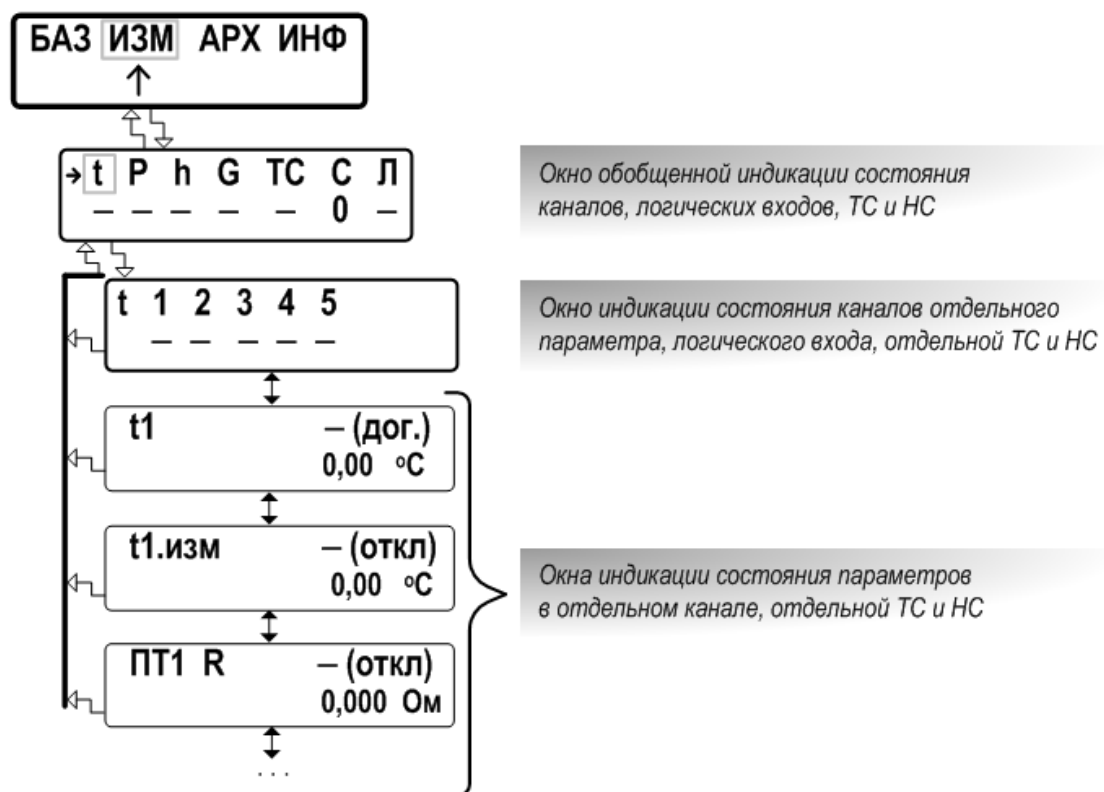 БАЗ ИЗМ АРХ ИНФ
t P h G ТС С Л
– – – – – 0 –
Окно обобщенной индикации состояния
каналов, логических входов, ТС и НС
t 1 2 3 4 5
– – – – –
Окно индикации состояния каналов отдельного
параметра, логического входа, отдельной ТС и НС
t1 – (дог.)
0,00 ºС
t1.изм – (откл)
0,00 ºС
Окна индикации состояния параметров
в отдельном канале, отдельной ТС и НС
ПТ1 R – (откл)
0,000 Ом
. . .